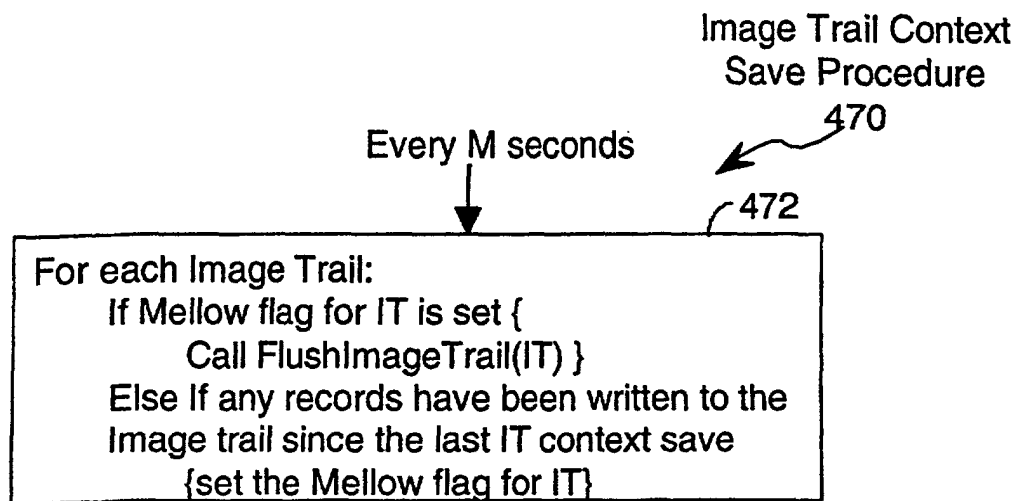 Image Trail Context
Save Procedure
470
Every M seconds
472
For each Image Trail:
If Mellow flag for IT is set {
Call FlushImageTrail(IT) }
Else If any records have been written to the
Image trail since the last IT context save
{set the Mellow flag for IT}